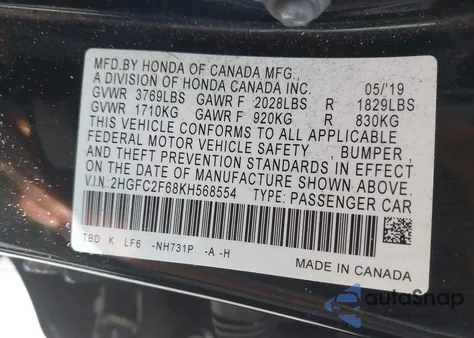 MFD.BY HONDA OF CANADA MFG.,
A DIVISION OF HONDA CANADA INC. 05/'19
GVWR 3769LBS GAWR F 2028LBS R 1829LBS
GVWR 1710KG GAWR F 920KG R 830KG
THIS VEHICLE CONFORMS TO ALL APPLICABLE
FEDERAL MOTOR VEHICLE SAFETY, BUMPER,
AND THEFT PREVENTION STANDARDS IN EFFECT
ON THE DATE OF MANUFACTURE SHOWN ABOVE.
V.I.N: 2HGFC2F68KH568554 TYPE: PASSENGER CAR
TBD K LF6 -NH731P -A -H
MADE IN CANADA
autoSnap